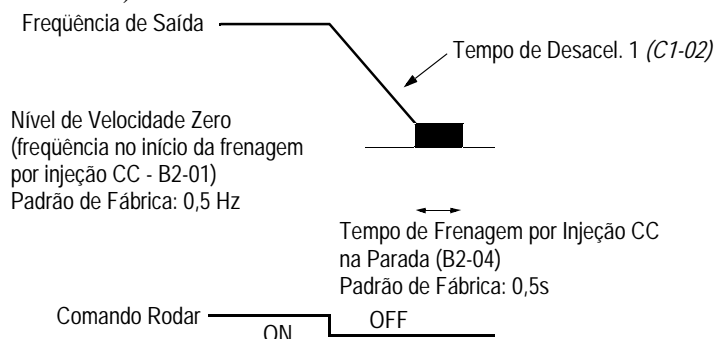 Freqüência de Saída
Tempo de Desacel. 1 (C1-02)
Nível de Velocidade Zero
(freqüência no início da frenagem
por injeção CC - B2-01)
Padrão de Fábrica: 0,5 Hz
Tempo de Frenagem por Injeção CC
na Parada (B2-04)
Padrão de Fábrica: 0,5s
Comando Rodar
ON
OFF